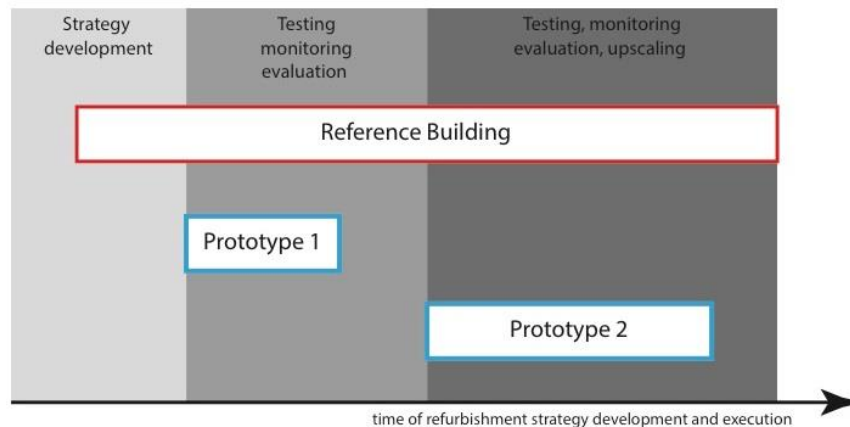 Strategy
development
Testing
monitoring
evaluation
Testing, monitoring
evaluation, upscaling
Reference Building
Prototype 1
Prototype 2
time of refurbishment strategy development and execution